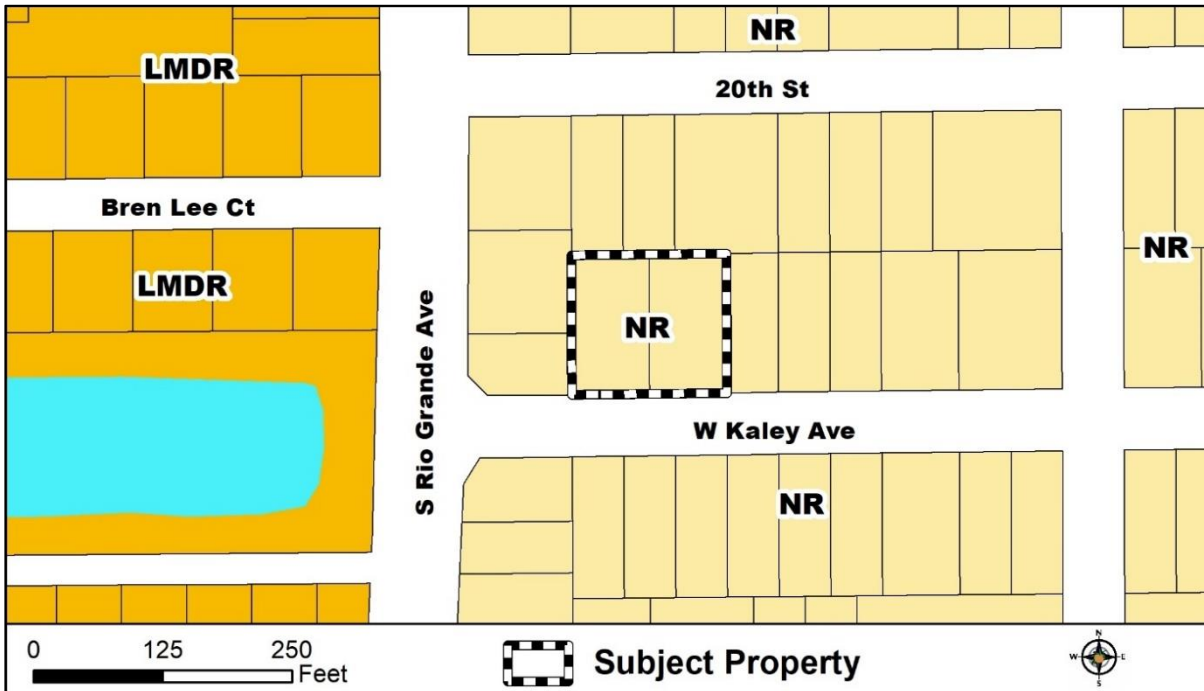 NR
LMDR
20th St
Bren Lee Ct
NR
LMDR
S Rio Grande Ave
NR
W Kaley Ave
NR
0 125 250
Feet
Subject Property
N
W E
S